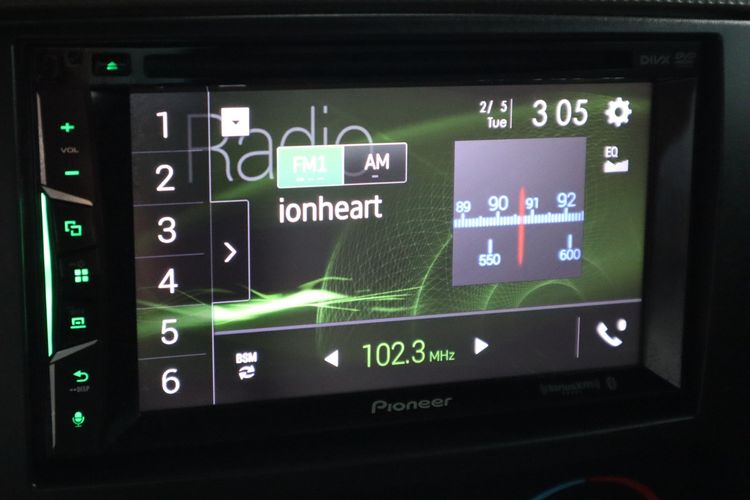 DIVX DVD
VOL
DISP
1
2
3
4
5
6
Radio
2/ 5
Tue
3 05
FM1
AM
EQ
ionheart
89 90 91 92
550 600
BSM
102.3 MHz
Pioneer
((siriusxm))